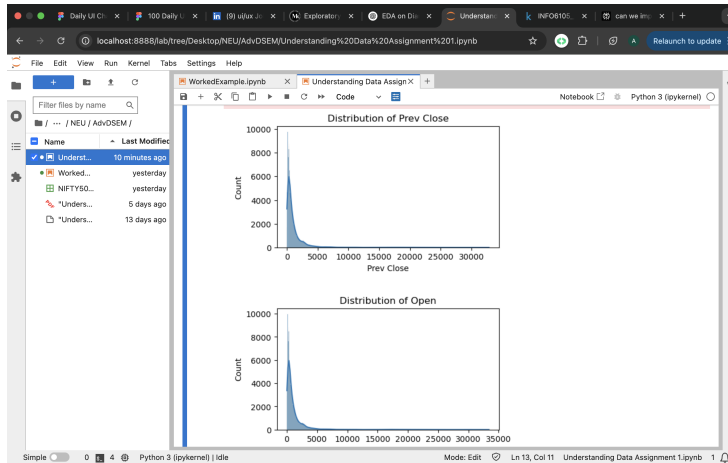 Daily UI Ch
100 Daily U
(9) ui/ux Jo
Exploratory
EDA on Die
Understand
INFO6105_
can we imp
localhost:8888/lab/tree/Desktop/NEU/AdvDSEM/Understanding%20Data%20Assignment%201.ipynb
Relaunch to update
File Edit View Run Kernel Tabs Settings Help
WorkedExample.ipynb
Understanding Data Assign
Filter files by name
/ ··· / NEU / AdvDSEM /
Name Last Modified
Underst... 10 minutes ago
Worked... yesterday
NIFTY50... yesterday
"Unders... 5 days ago
"Unders... 13 days ago
Code
Notebook
Python 3 (ipykernel)
Distribution of Prev Close
10000
8000
6000
4000
2000
0
Count
0 5000 10000 15000 20000 25000 30000
Prev Close
Distribution of Open
10000
8000
6000
4000
2000
0
Count
0 5000 10000 15000 20000 25000 30000 35000
Simple 0 4 Python 3 (ipykernel) | Idle
Mode: Edit Ln 13, Col 11 Understanding Data Assignment 1.ipynb 1